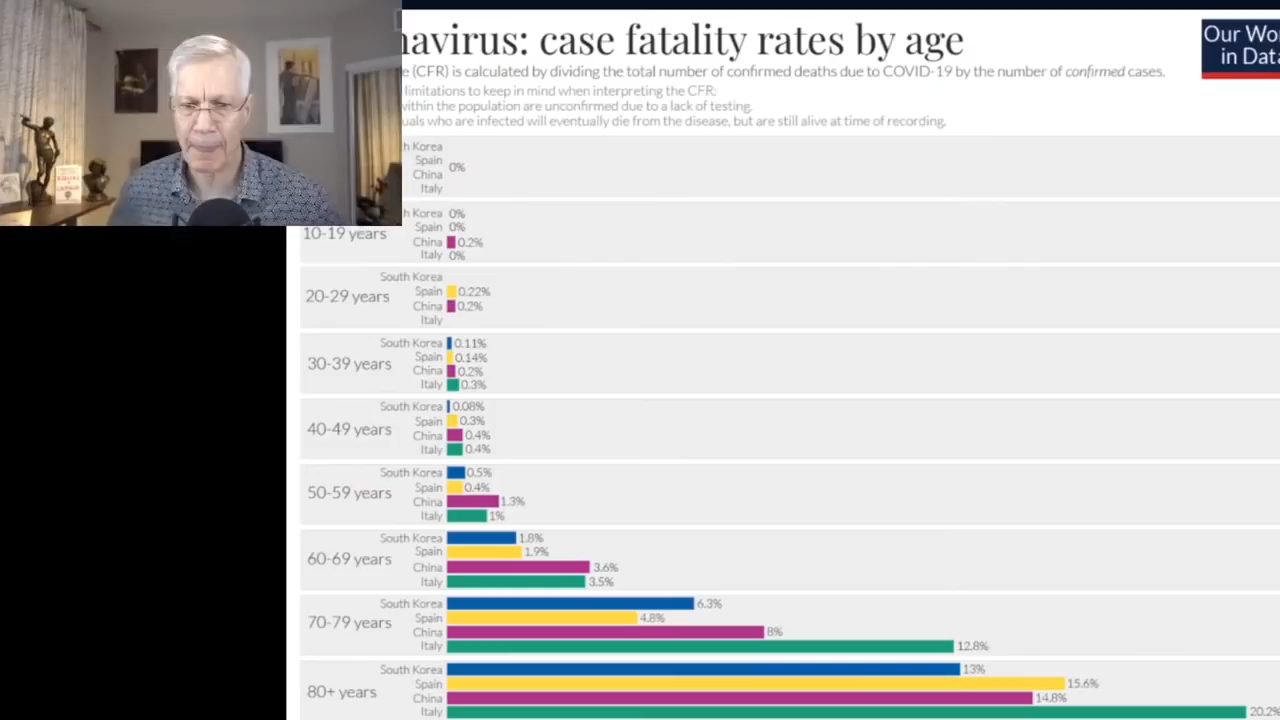 navirus: case fatality rates by age
Our Wo
in Data
e (CFR) is calculated by dividing the total number of confirmed deaths due to COVID-19 by the number of confirmed cases.
limitations to keep in mind when interpreting the CFR:
within the population are unconfirmed due to a lack of testing.
uals who are infected will eventually die from the disease, but are still alive at time of recording.
h Korea
Spain
0%
China
Italy
10-19 years
h Korea 0%
Spain 0%
China 0.2%
Italy 0%
20-29 years
South Korea
Spain 0.22%
China 0.2%
Italy
30-39 years
South Korea 0.11%
Spain 0.14%
China 0.2%
Italy 0.3%
40-49 years
South Korea 0.08%
Spain 0.3%
China 0.4%
Italy 0.4%
50-59 years
South Korea 0.5%
Spain 0.4%
China 1.3%
Italy 1%
60-69 years
South Korea 1.8%
Spain 1.9%
China 3.6%
Italy 3.5%
70-79 years
South Korea 6.3%
Spain 4.8%
China 8%
Italy 12.8%
80+ years
South Korea 13%
Spain 15.6%
China 14.8%
Italy 20.2%